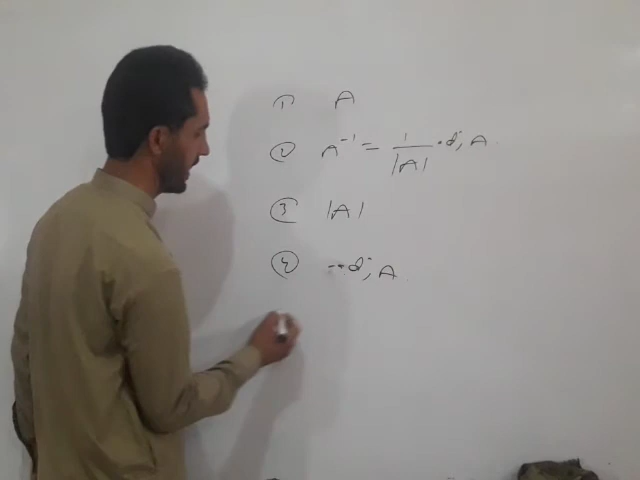 ① A
② A⁻¹ = 1/|A| · adj A
③ |A|
④ adj A